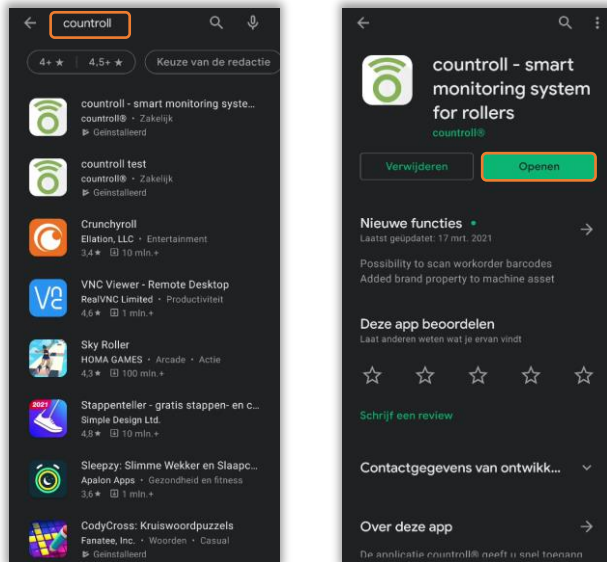 countroll
4+ ★ 4,5+ ★ Keuze van de redactie
countroll - smart monitoring syste...
countroll® • Zakelijk
Geïnstalleerd
countroll test
countroll® • Zakelijk
Geïnstalleerd
Crunchyroll
Ellation, LLC • Entertainment
3,4 ★ 10 mln.+
VNC Viewer - Remote Desktop
RealVNC Limited • Productiviteit
4,6 ★ 1 mln.+
Sky Roller
HOMA GAMES • Arcade • Actie
4,3 ★ 100 mln.+
2021
Stappenteller - gratis stappen- en c...
Simple Design Ltd.
4,8 ★ 10 mln.+
Sleepzy: Slimme Wekker en Slaapc...
Apalon Apps • Gezondheid en fitness
3,6 ★ 1 mln.+
CodyCross: Kruiswoordpuzzels
Fanatee, Inc. • Woorden • Casual
Geïnstalleerd
countroll - smart
monitoring system
for rollers
countroll®
Verwijderen
Openen
Nieuwe functies •
Laatst geüpdatet: 17 mrt. 2021
Possibility to scan workorder barcodes
Added brand property to machine asset
Deze app beoordelen
Laat anderen weten wat je ervan vindt
Schrijf een review
Contactgegevens van ontwikk...
Over deze app
De applicatie countroll® geeft u snel toegang